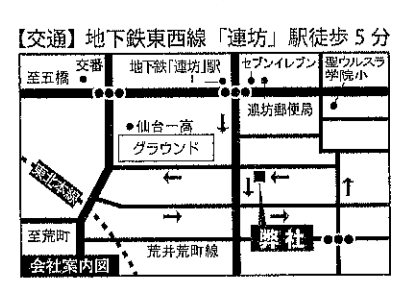 【交通】地下鉄東西線「連坊」駅徒歩5分
至五橋
交番
地下鉄「連坊」駅
セブンイレブン
聖ウルスラ
学院小
連坊郵便局
仙台一高
グラウンド
東北本線
弊社
至荒町
荒井荒町線
会社案内図